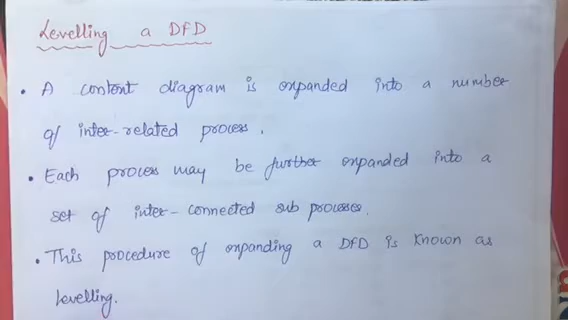 Levelling a DFD
• A context diagram is expanded into a number
of inter-related process.
• Each process may be further expanded into a
set of inter-connected sub processes.
• This procedure of expanding a DFD is known as
levelling.